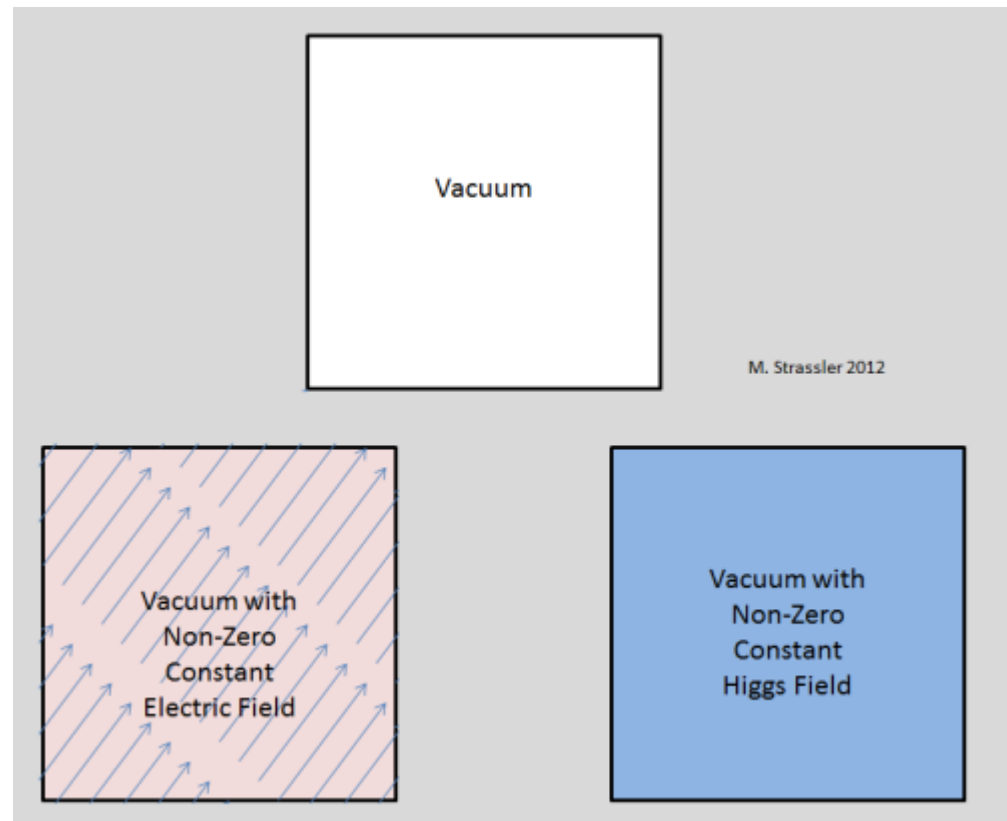 Vacuum
M. Strassler 2012
Vacuum with
Non-Zero
Constant
Electric Field
Vacuum with
Non-Zero
Constant
Higgs Field